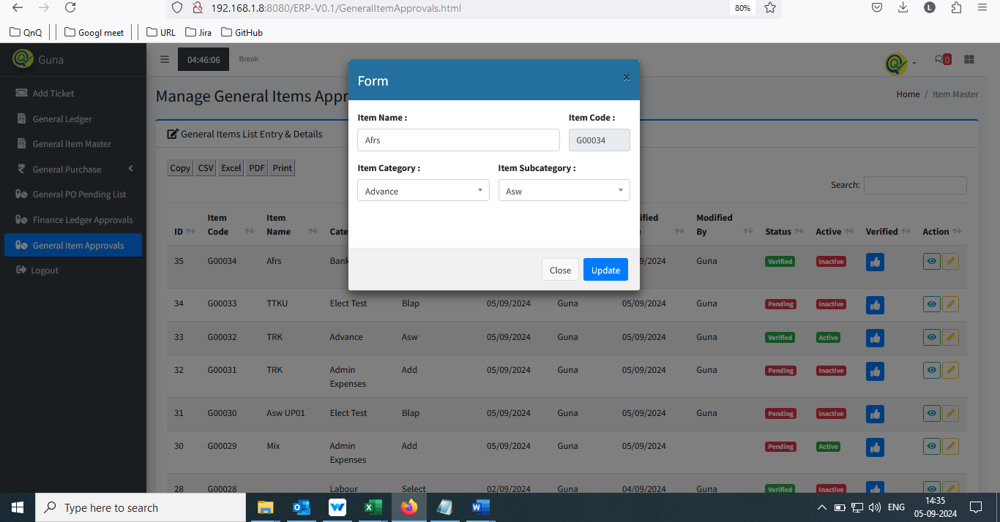 192.168.1.8:8080/ERP-V0.1/GeneralItemApprovals.html
80%
L
QnQ
Googl meet
URL
Jira
GitHub
Guna
04:46:06
Break
0
Add Ticket
General Ledger
General Item Master
General Purchase
General PO Pending List
Finance Ledger Approvals
General Item Approvals
Logout
Manage General Items Appr
Home / Item Master
General Items List Entry & Details
Copy CSV Excel PDF Print
Search:
Form
×
Item Name : Item Code :
Afrs G00034
Item Category : Item Subcategory :
Advance Asw
Close Update
ID Item Code Item Name Cate ified Modified By Status Active Verified Action
35 G00034 Afrs Bank 9/2024 Guna Verified Inactive
34 G00033 TTKU Elect Test Blap 05/09/2024 Guna 05/09/2024 Guna Pending Inactive
33 G00032 TRK Advance Asw 05/09/2024 Guna 05/09/2024 Guna Verified Active
32 G00031 TRK Admin Expenses Add 05/09/2024 Guna 05/09/2024 Guna Pending Inactive
31 G00030 Asw UP01 Elect Test Blap 05/09/2024 Guna 05/09/2024 Guna Pending Inactive
30 G00029 Mix Admin Expenses Add 05/09/2024 Guna 05/09/2024 Pending Active
28 G00028 Labour Select 02/09/2024 Guna 04/09/2024 Guna Verified Inactive
Type here to search
ENG
14:35
05-09-2024